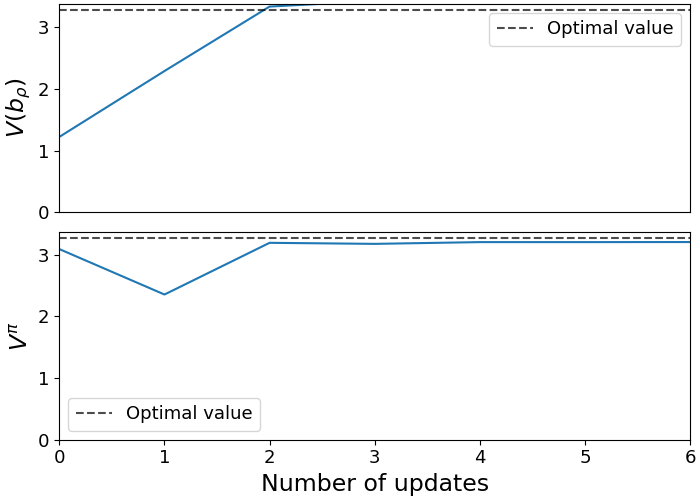 3
2
1
0
V(b_ρ)
Optimal value
3
2
1
0
V^π
Optimal value
0 1 2 3 4 5 6
Number of updates